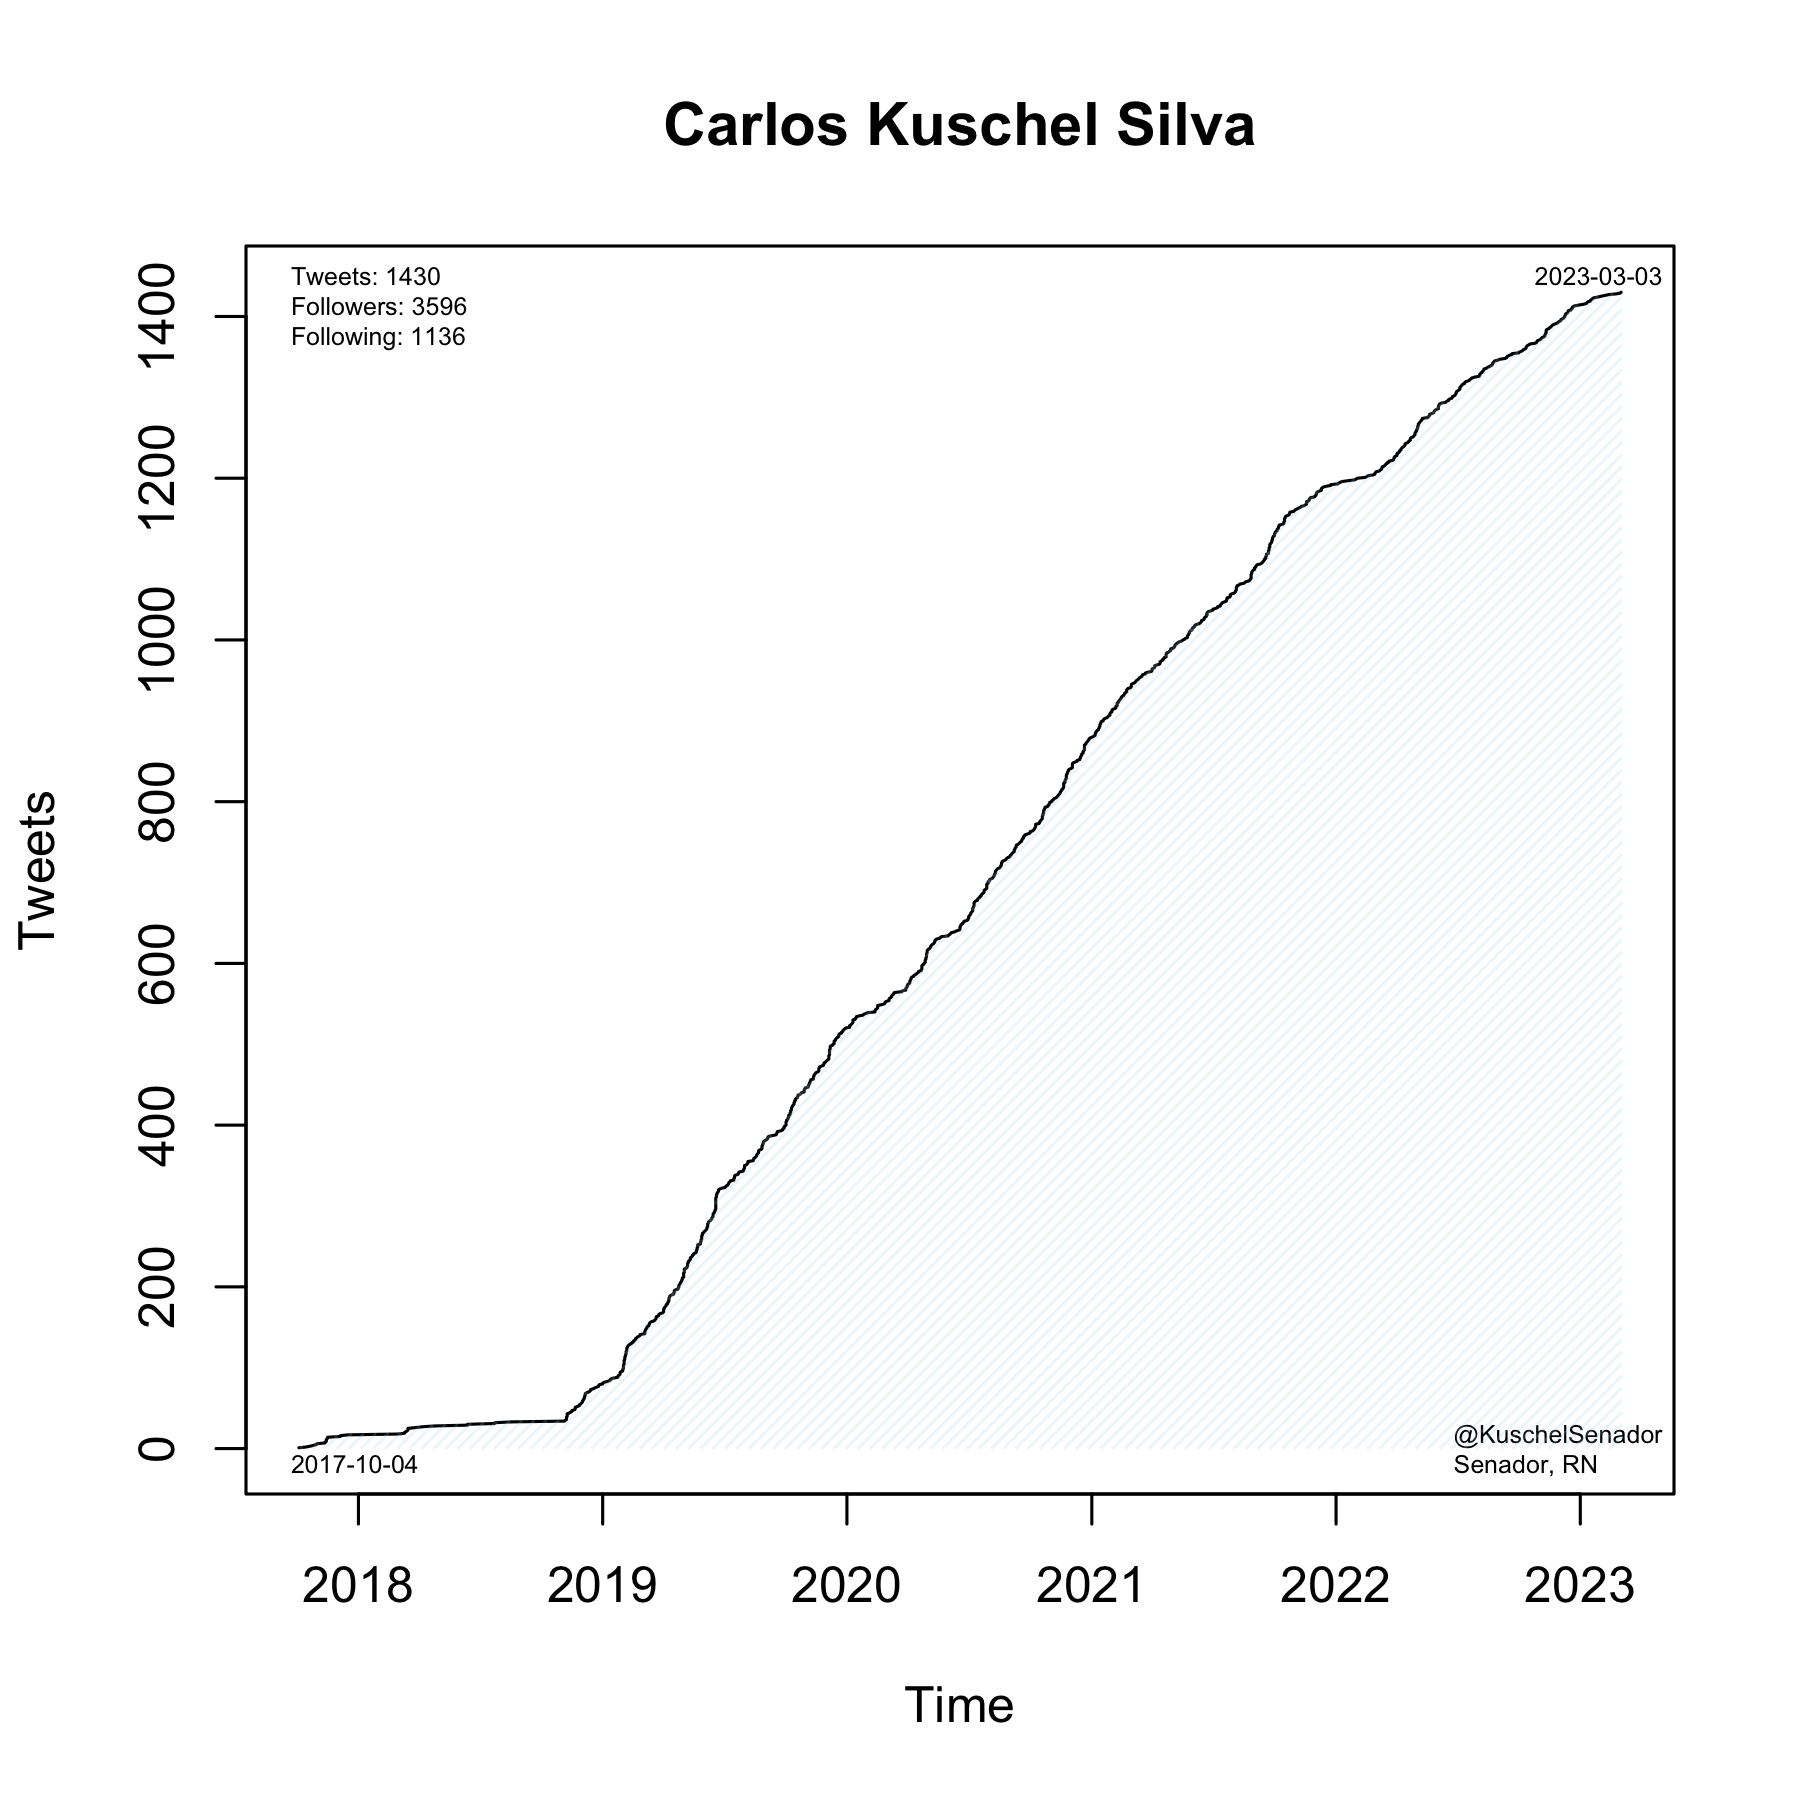 Carlos Kuschel Silva
Tweets: 1430
Followers: 3596
Following: 1136
2023-03-03
1400
1200
1000
800
600
400
200
0
Tweets
2017-10-04
@KuschelSenador
Senador, RN
2018 2019 2020 2021 2022 2023
Time